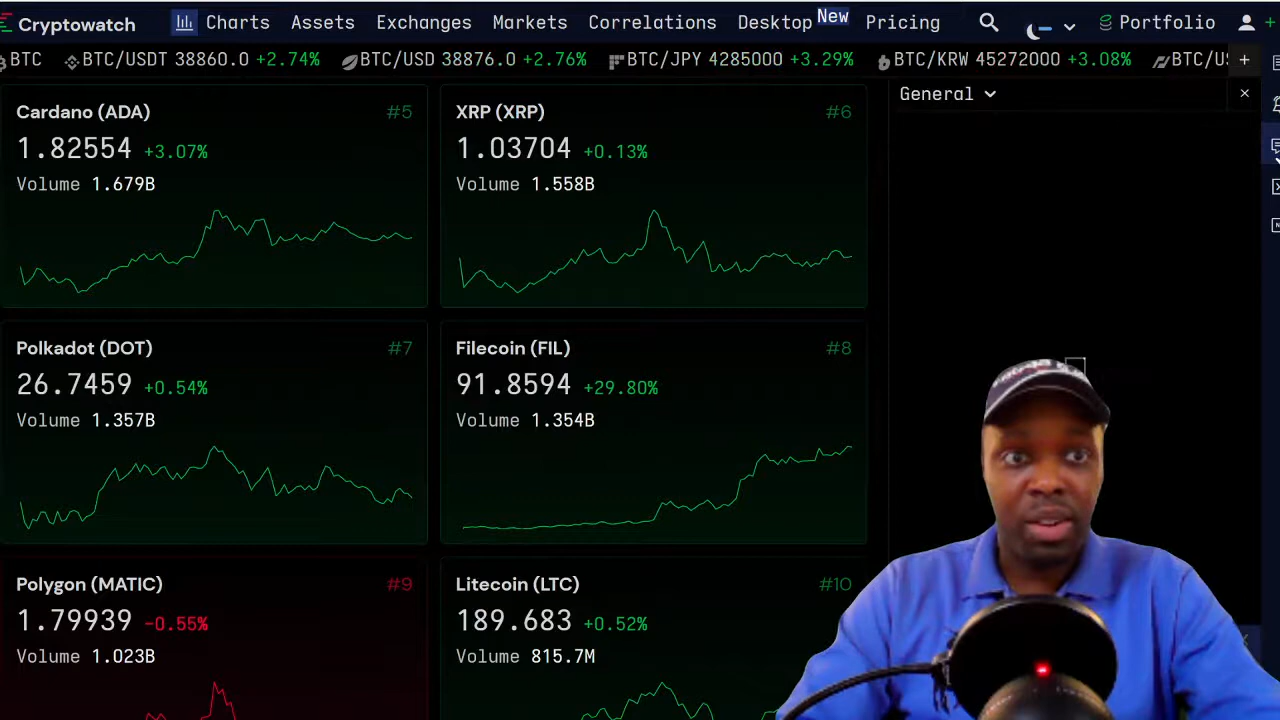 Cryptowatch Charts Assets Exchanges Markets Correlations Desktop New Pricing Portfolio
BTC BTC/USDT 38860.0 +2.74% BTC/USD 38876.0 +2.76% BTC/JPY 4285000 +3.29% BTC/KRW 45272000 +3.08% +
General
Cardano (ADA) #5
1.82554 +3.07%
Volume 1.679B
XRP (XRP) #6
1.03704 +0.13%
Volume 1.558B
Polkadot (DOT) #7
26.7459 +0.54%
Volume 1.357B
Filecoin (FIL) #8
91.8594 +29.80%
Volume 1.354B
Polygon (MATIC) #9
1.79939 -0.55%
Volume 1.023B
Litecoin (LTC) #10
189.683 +0.52%
Volume 815.7M